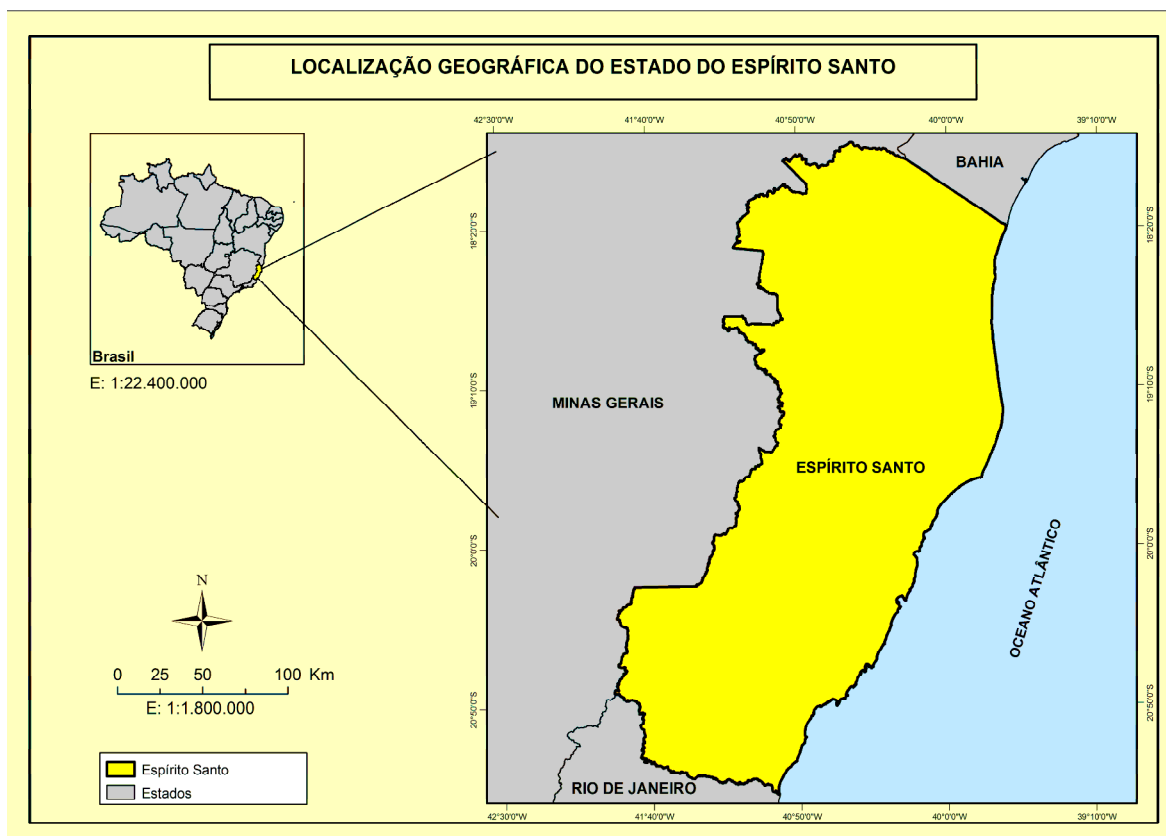 LOCALIZAÇÃO GEOGRÁFICA DO ESTADO DO ESPÍRITO SANTO
42°30'0"W 41°40'0"W 40°50'0"W 40°0'0"W 39°10'0"W
BAHIA
18°20'0"S
18°20'0"S
Brasil
E: 1:22.400.000
19°10'0"S
19°10'0"S
MINAS GERAIS
ESPÍRITO SANTO
20°0'0"S
20°0'0"S
OCEANO ATLÂNTICO
N
0 25 50 100 Km
E: 1:1.800.000
20°50'0"S
20°50'0"S
Espírito Santo
Estados
RIO DE JANEIRO
42°30'0"W 41°40'0"W 40°50'0"W 40°0'0"W 39°10'0"W